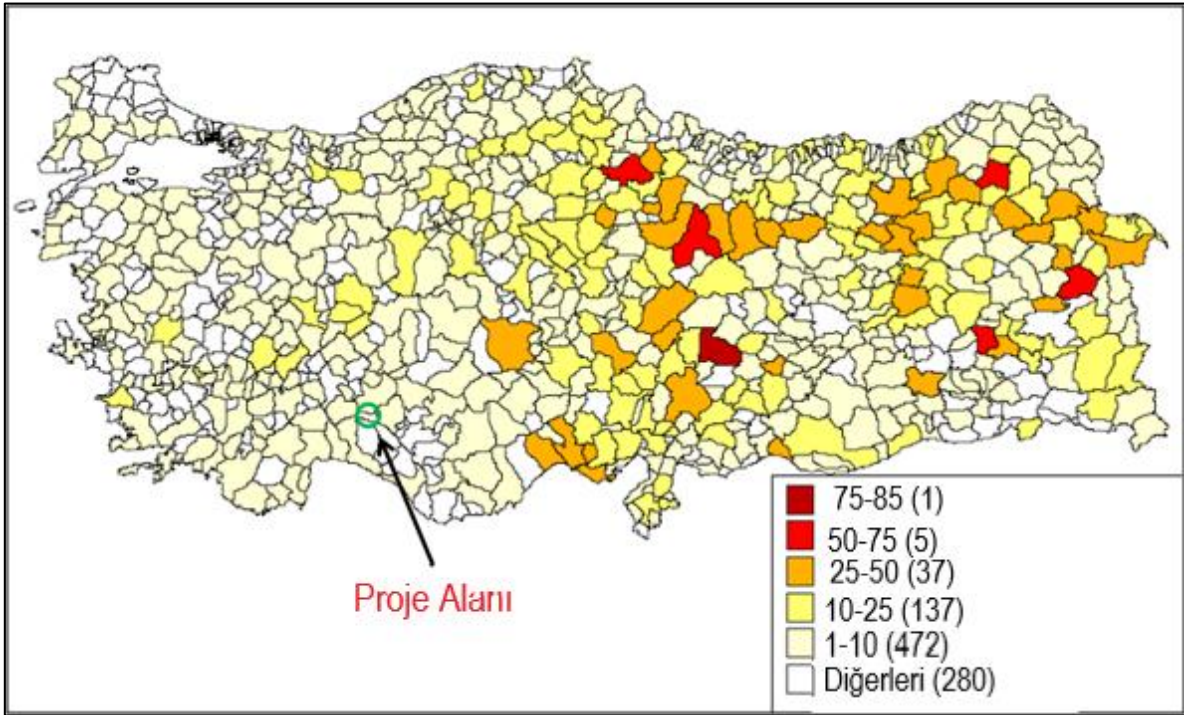 Proje Alanı
75-85 (1)
50-75 (5)
25-50 (37)
10-25 (137)
1-10 (472)
Diğerleri (280)